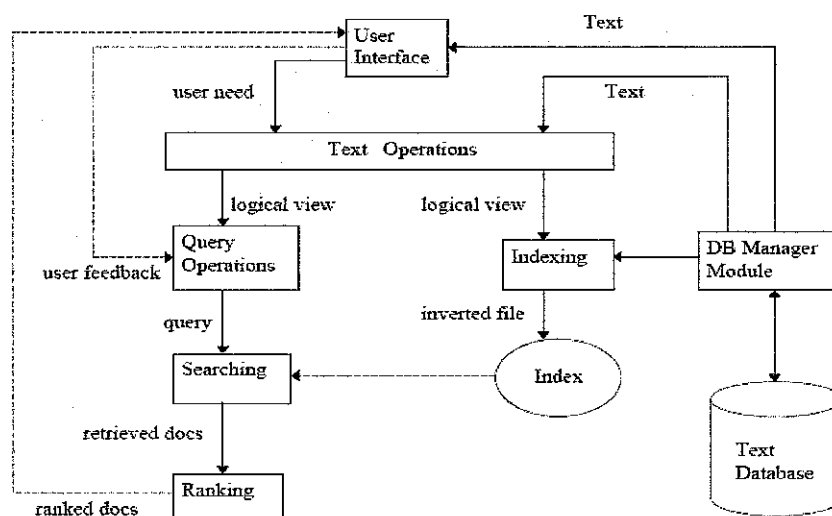 User
Interface
Text
user need
Text
Text Operations
logical view
logical view
Query
Operations
user feedback
Indexing
DB Manager
Module
query
inverted file
Searching
Index
retrieved docs
Text
Database
Ranking
ranked docs